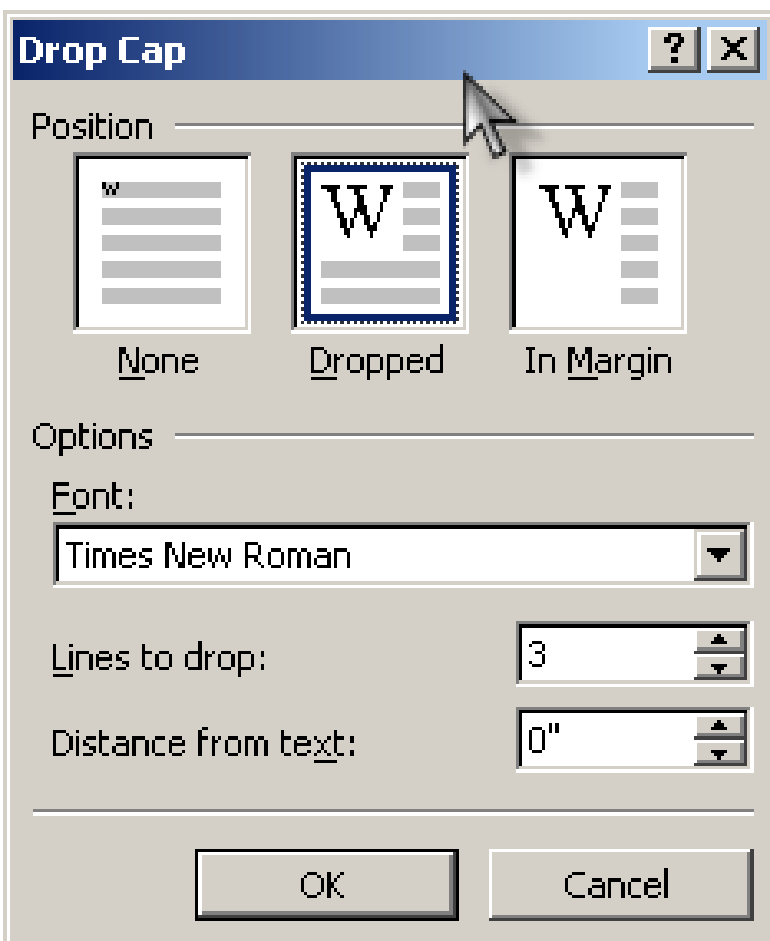 Drop Cap ?
Position
W W W
None Dropped In Margin
Options
Font:
Times New Roman
Lines to drop: 3
Distance from text: 0"
OK Cancel